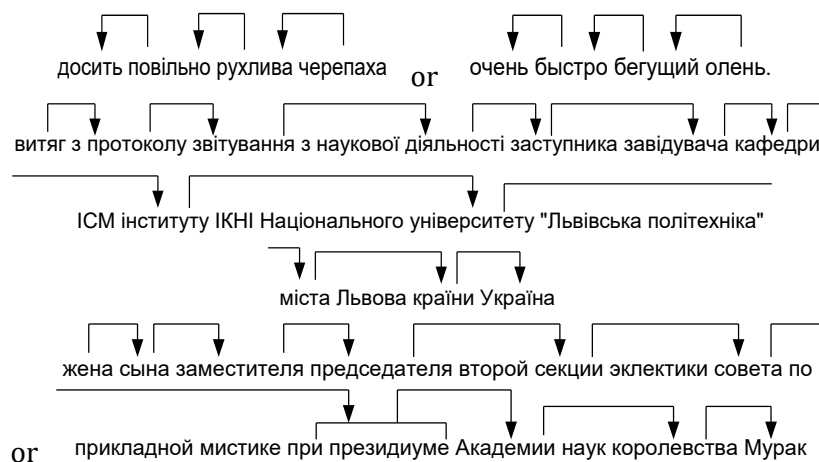 досить повільно рухлива черепаха or очень быстро бегущий олень.
витяг з протоколу звітування з наукової діяльності заступника завідувача кафедри
ІСМ інституту ІКНІ Національного університету "Львівська політехніка"
міста Львова країни Україна
жена сына заместителя председателя второй секции эклектики совета по
or прикладной мистике при президиуме Академии наук королевства Мурак